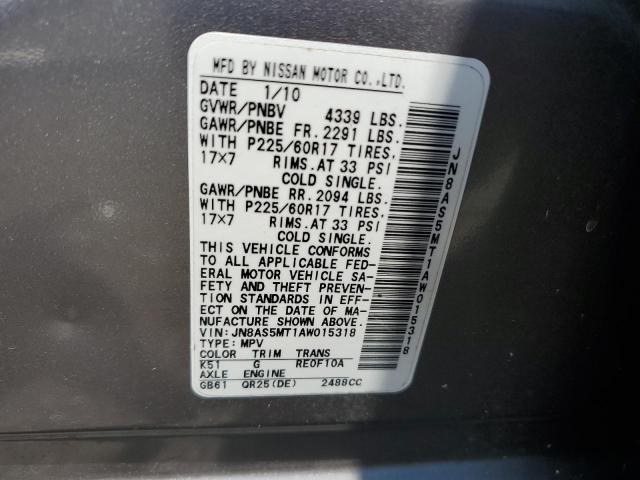 MFD BY NISSAN MOTOR CO.,LTD.
DATE 1/10
GVWR/PNBV 4339 LBS.
GAWR/PNBE FR. 2291 LBS.
WITH P225/60R17 TIRES,
17×7 RIMS.AT 33 PSI
COLD SINGLE.
GAWR/PNBE RR. 2094 LBS.
WITH P225/60R17 TIRES,
17×7 RIMS.AT 33 PSI
COLD SINGLE.
THIS VEHICLE CONFORMS
TO ALL APPLICABLE FED-
ERAL MOTOR VEHICLE SA-
FETY AND THEFT PREVEN-
TION STANDARDS IN EFF-
ECT ON THE DATE OF MA-
NUFACTURE SHOWN ABOVE.
VIN:JN8AS5MT1AW015318
TYPE:MPV
COLOR TRIM TRANS
K51 G RE0F10A
AXLE ENGINE
GB61 QR25(DE) 2488CC
JN8AS5MT1AW015318